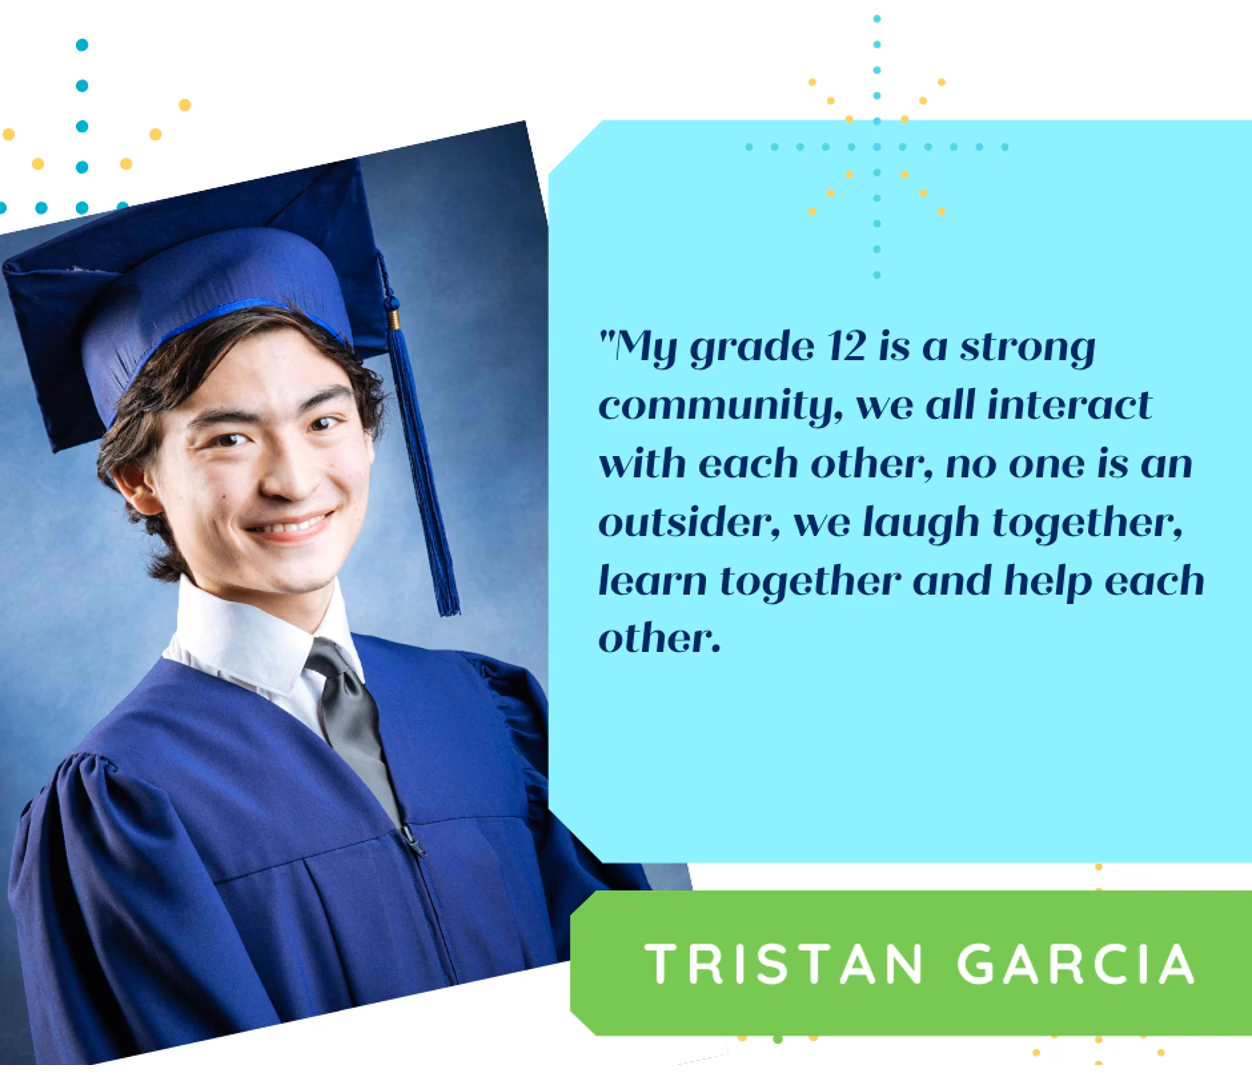 "My grade 12 is a strong
community, we all interact
with each other, no one is an
outsider, we laugh together,
learn together and help each
other.
TRISTAN GARCIA